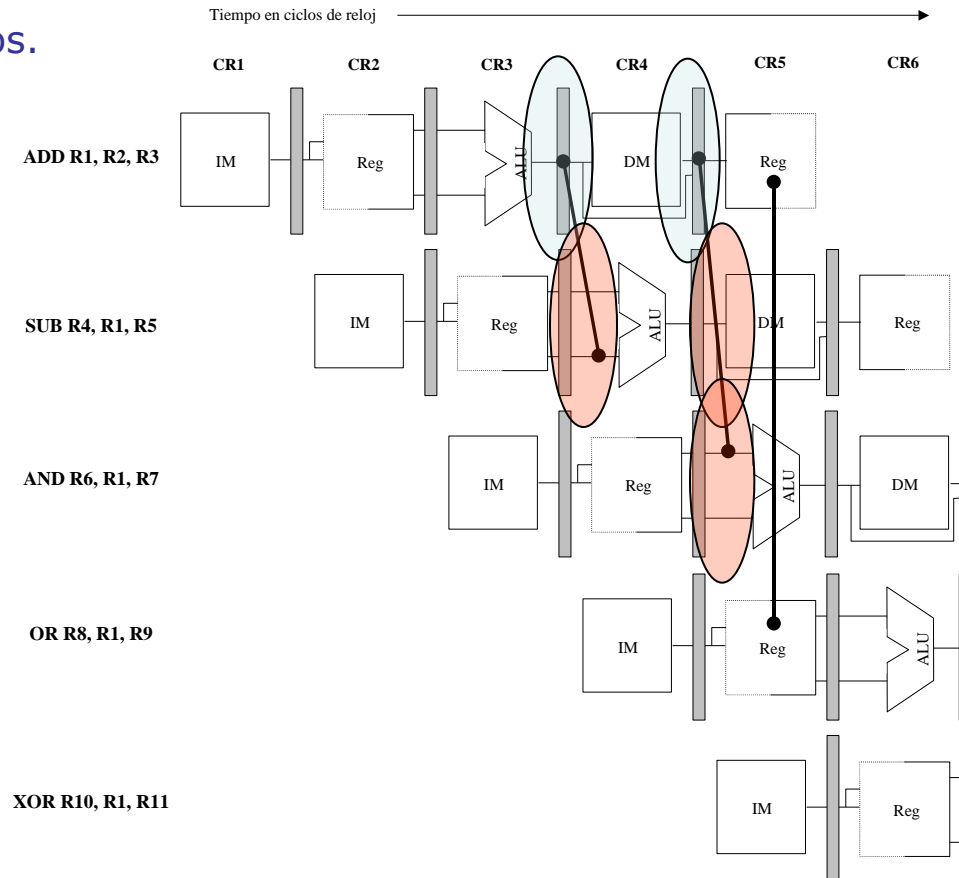 Tiempo en ciclos de reloj
os.
CR1 CR2 CR3 CR4 CR5 CR6
ADD R1, R2, R3
IM Reg ALU DM Reg
SUB R4, R1, R5
IM Reg ALU DM Reg
AND R6, R1, R7
IM Reg ALU DM
OR R8, R1, R9
IM Reg ALU
XOR R10, R1, R11
IM Reg